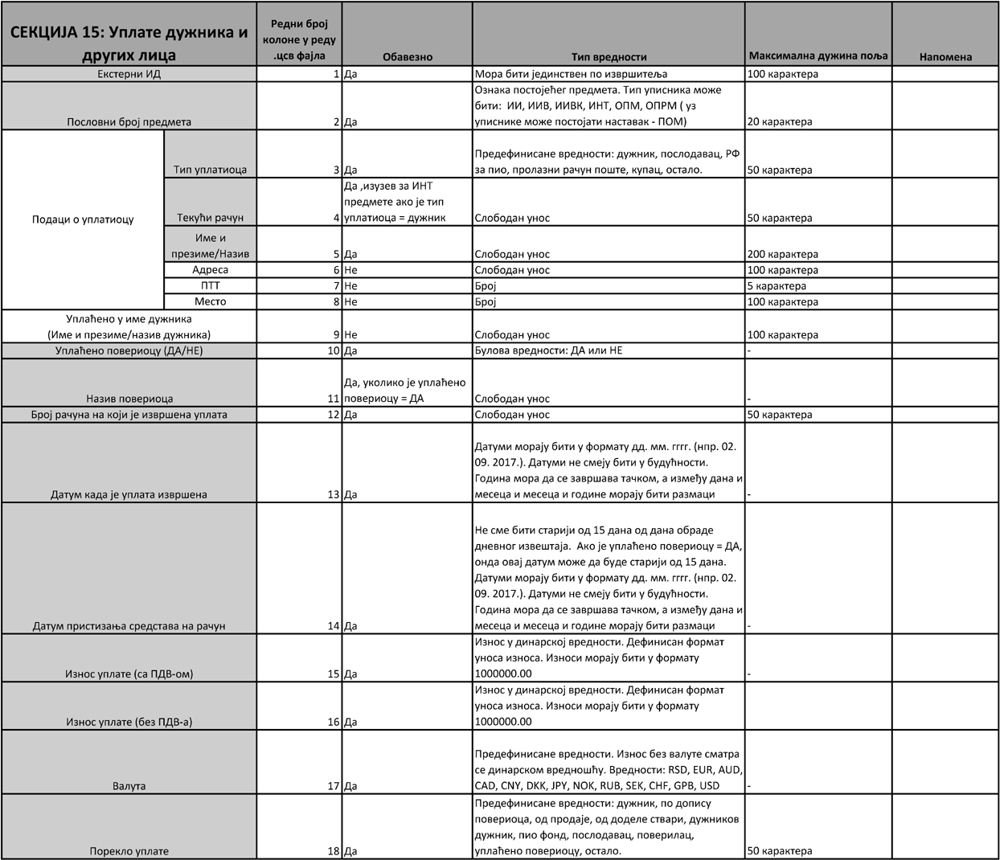 СЕКЦИЈА 15: Уплате дужника и
других лица
Редни број
колоне у реду
.цсв фајла
Обавезно
Тип вредности
Максимална дужина поља
Напомена
Екстерни ИД
1
Да
Мора бити јединствен по извршитеља
100 карактера
Пословни број предмета
2
Да
Ознака постојећег предмета. Тип уписника може
бити:  ИИ, ИИВ, ИИВК, ИНТ, ОПМ, ОПРМ ( уз
уписнике може постојати наставак - ПОМ)
20 карактера
Подаци о уплатиоцу
Тип уплатиоца
3
Да
Предефинисане вредности: дужник, послодавац, РФ
за пио, пролазни рачун поште, купац, остало.
50 карактера
Текући рачун
4
Да ,изузев за ИНТ
предмете ако је тип
уплатиоца = дужник
Слободан унос
50 карактера
Име и
презиме/Назив
5
Да
Слободан унос
200 карактера
Адреса
6
Не
Слободан унос
100 карактера
ПТТ
7
Не
Број
5 карактера
Место
8
Не
Број
100 карактера
Уплаћено у име дужника
(Име и презиме/назив дужника)
9
Не
Слободан унос
100 карактера
Уплаћено повериоцу (ДА/НЕ)
10
Да
Булова вредности: ДА или НЕ
-
Назив повериоца
11
Да, уколико је уплаћено
повериоцу = ДА
Слободан унос
-
Број рачуна на који је извршена уплата
12
Да
Слободан унос
50 карактера
Датум када је уплата извршена
13
Да
Датуми морају бити у формату дд. мм. гггг. (нпр. 02.
09. 2017.). Датуми не смеју бити у будућности.
Година мора да се завршава тачком, а између дана и
месеца и месеца и године морају бити размаци
-
Датум пристизања средстава на рачун
14
Да
Не сме бити старији од 15 дана од дана обраде
дневног извештаја.  Ако је уплаћено повериоцу = ДА,
онда овај датум може да буде старији од 15 дана.
Датуми морају бити у формату дд. мм. гггг. (нпр. 02.
09. 2017.). Датуми не смеју бити у будућности.
Година мора да се завршава тачком, а између дана и
месеца и месеца и године морају бити размаци
-
Износ уплате (са ПДВ-ом)
15
Да
Износ у динарској вредности. Дефинисан формат
уноса износа. Износи морају бити у формату
1000000.00
-
Износ уплате (без ПДВ-а)
16
Да
Износ у динарској вредности. Дефинисан формат
уноса износа. Износи морају бити у формату
1000000.00
Валута
17
Да
Предефинисане вредности. Износ без валуте сматра
се динарском вредношћу. Вредности: RSD, EUR, AUD,
CAD, CNY, DKK, JPY, NOK, RUB, SEK, CHF, GPB, USD
-
Порекло уплате
18
Да
Предефинисане вредности: дужник, по допису
повериоца, од продаје, од доделе ствари, дужников
дужник, пио фонд, послодавац, поверилац,
уплаћено повериоцу, остало.
50 карактера